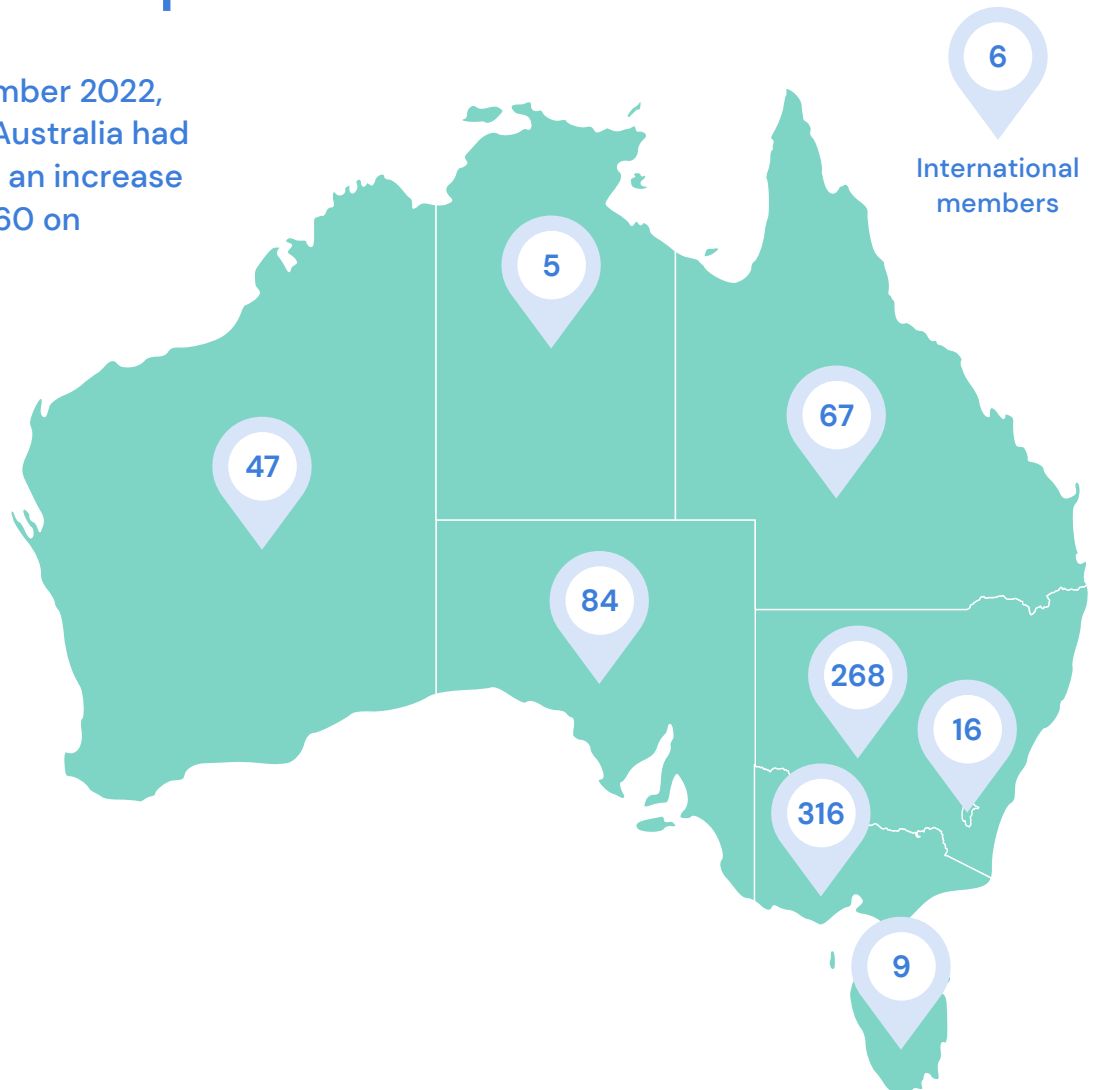 mber 2022,
Australia had
an increase
60 on
6
International
members
5
67
47
84
268
16
316
9